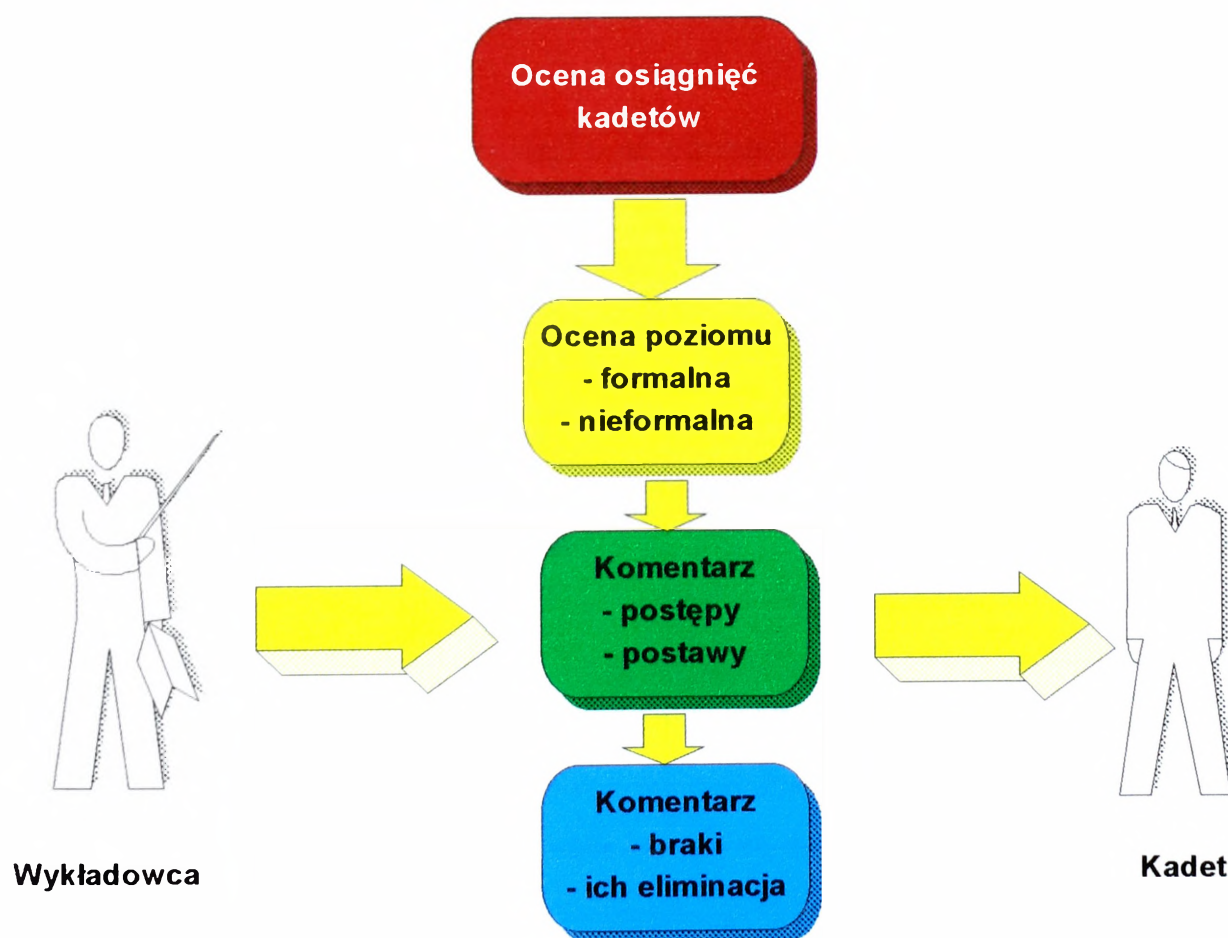 Ocena osiągnięć
kadetów
Ocena poziomu
- formalna
- nieformalna
Komentarz
- postępy
- postawy
Komentarz
- braki
- ich eliminacja
Wykładowca
Kadet